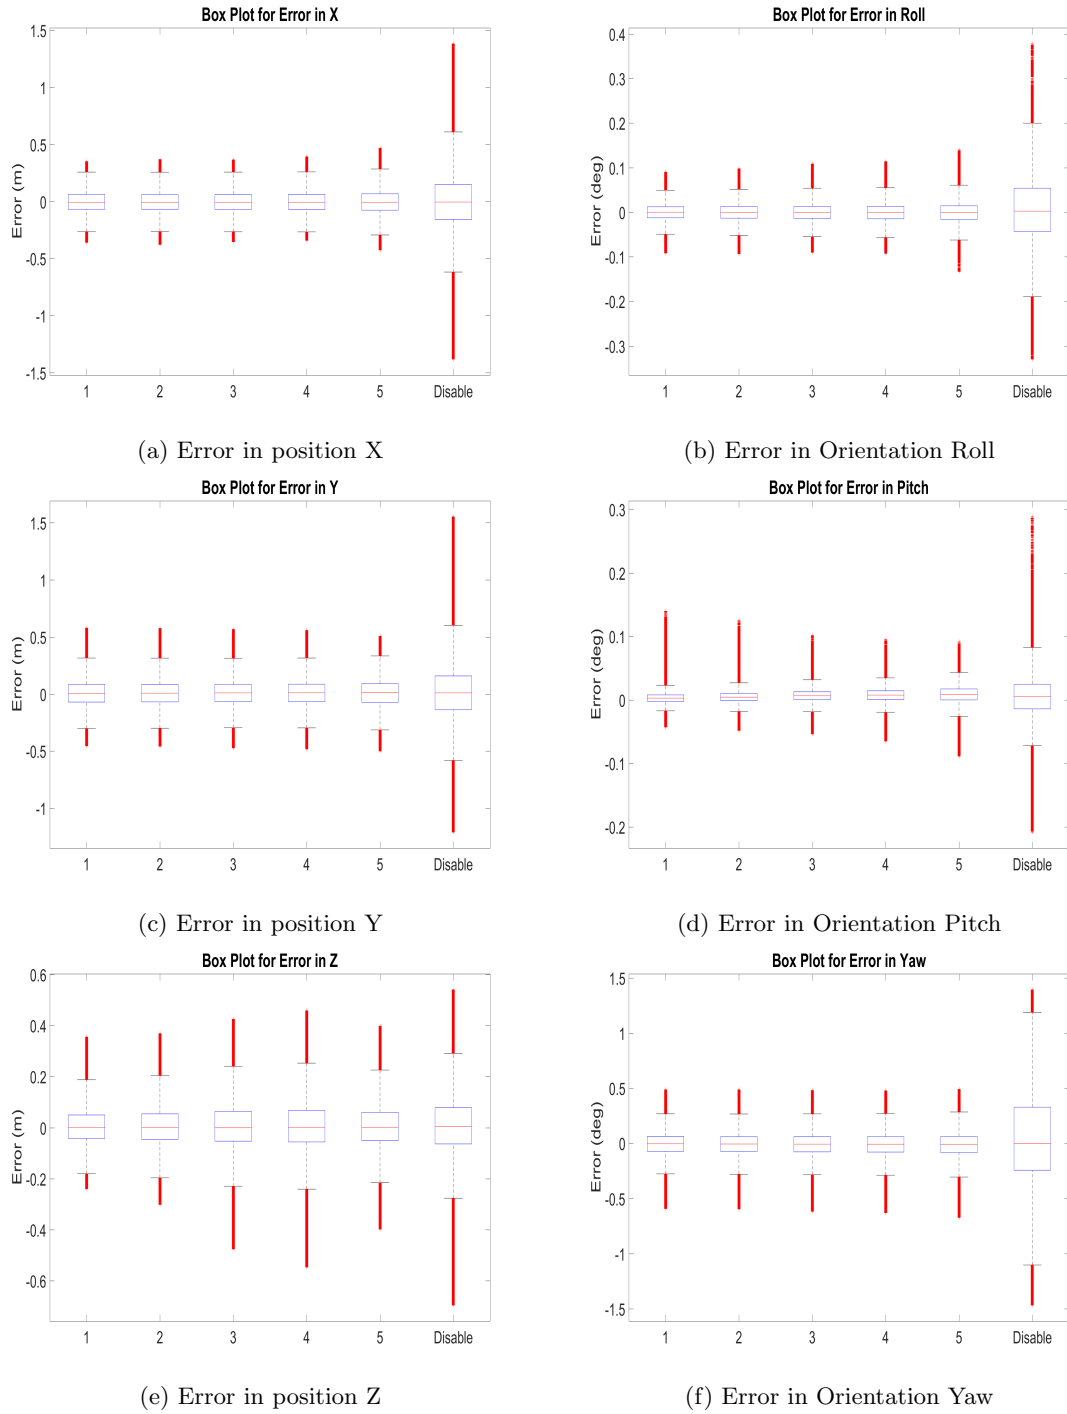 Box Plot for Error in X
1.5
1
0.5
0
-0.5
-1
-1.5
Error (m)
1 2 3 4 5 Disable
(a) Error in position X
Box Plot for Error in Roll
0.4
0.3
0.2
0.1
0
-0.1
-0.2
-0.3
Error (deg)
1 2 3 4 5 Disable
(b) Error in Orientation Roll
Box Plot for Error in Y
1.5
1
0.5
0
-0.5
-1
Error (m)
1 2 3 4 5 Disable
(c) Error in position Y
Box Plot for Error in Pitch
0.3
0.2
0.1
0
-0.1
-0.2
Error (deg)
1 2 3 4 5 Disable
(d) Error in Orientation Pitch
Box Plot for Error in Z
0.6
0.4
0.2
0
-0.2
-0.4
-0.6
Error (m)
1 2 3 4 5 Disable
(e) Error in position Z
Box Plot for Error in Yaw
1.5
1
0.5
0
-0.5
-1
-1.5
Error (deg)
1 2 3 4 5 Disable
(f) Error in Orientation Yaw